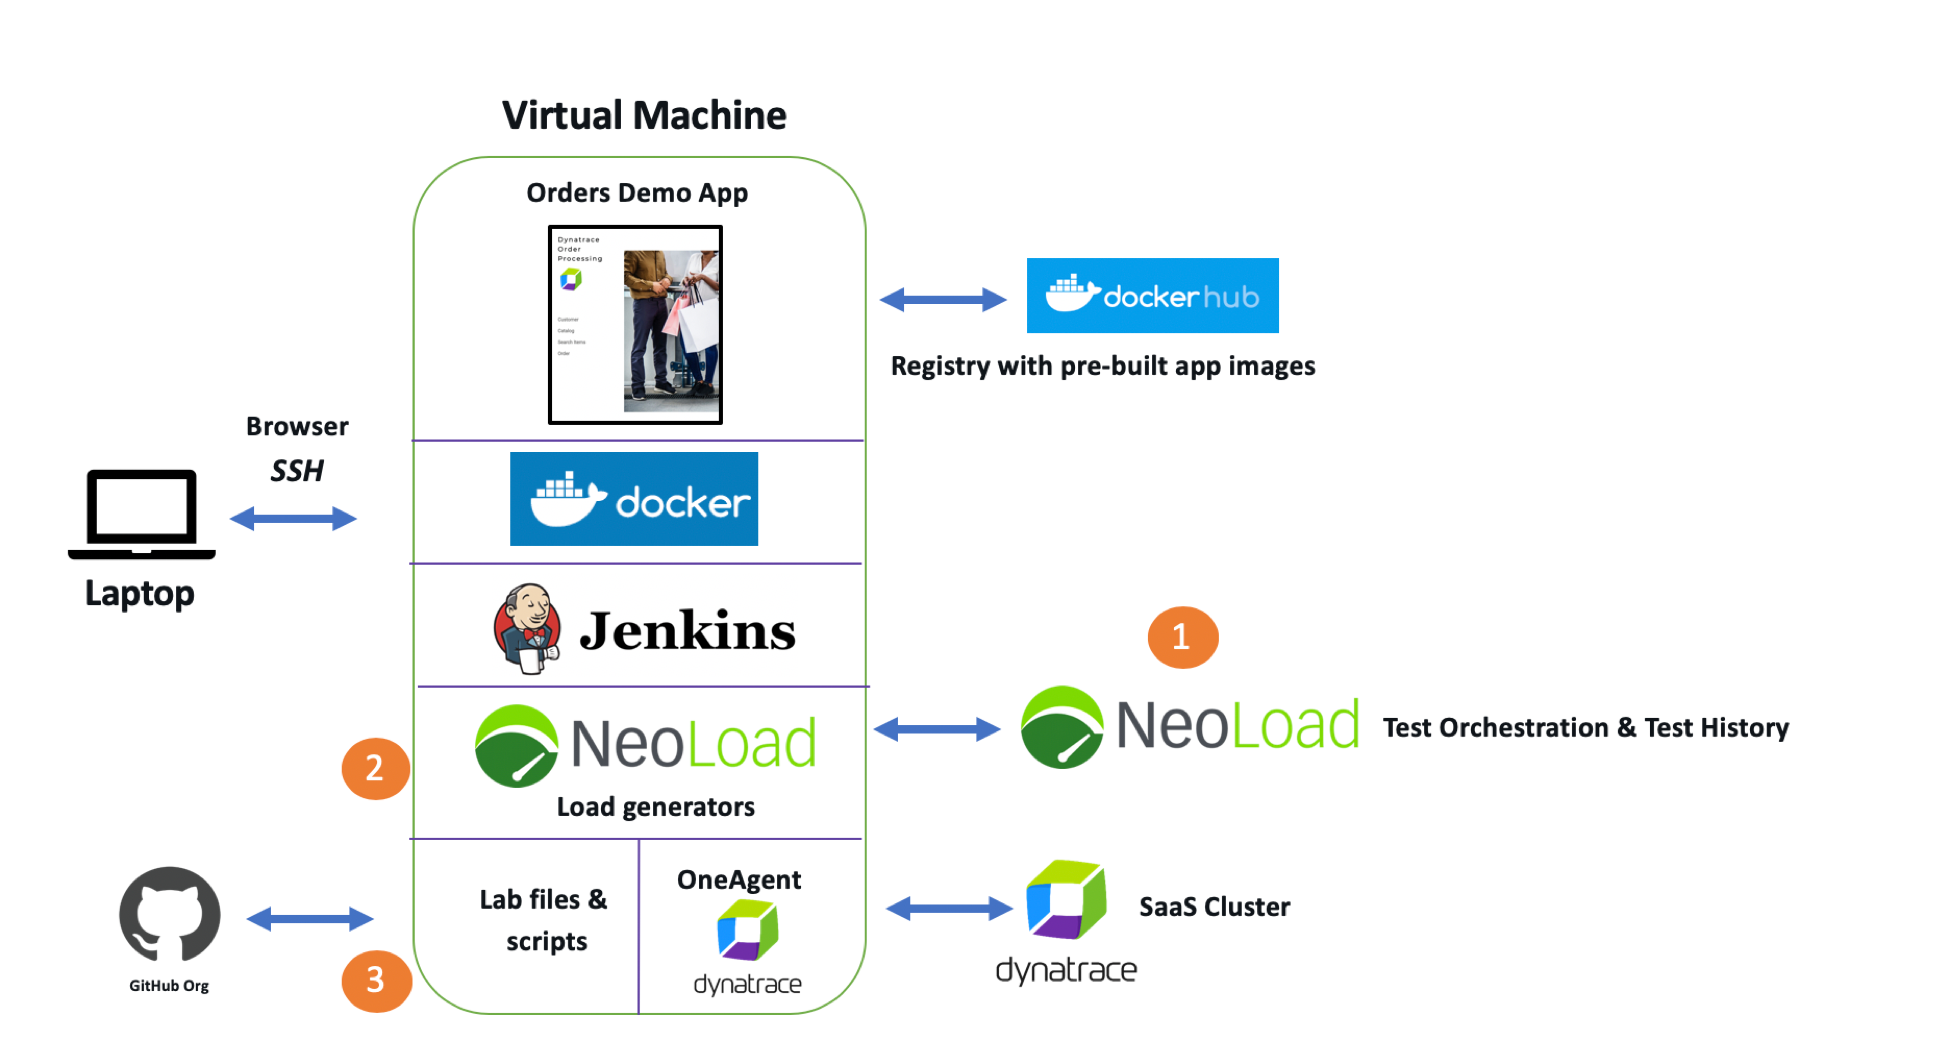 Virtual Machine
Orders Demo App
Dynatrace
Order
Processing
Customer
Catalog
Search Items
Order
docker hub
Registry with pre-built app images
Browser
SSH
Laptop
docker
Jenkins
1
NeoLoad
Load generators
2
NeoLoad
Test Orchestration & Test History
GitHub Org
3
Lab files &
scripts
OneAgent
dynatrace
SaaS Cluster
dynatrace